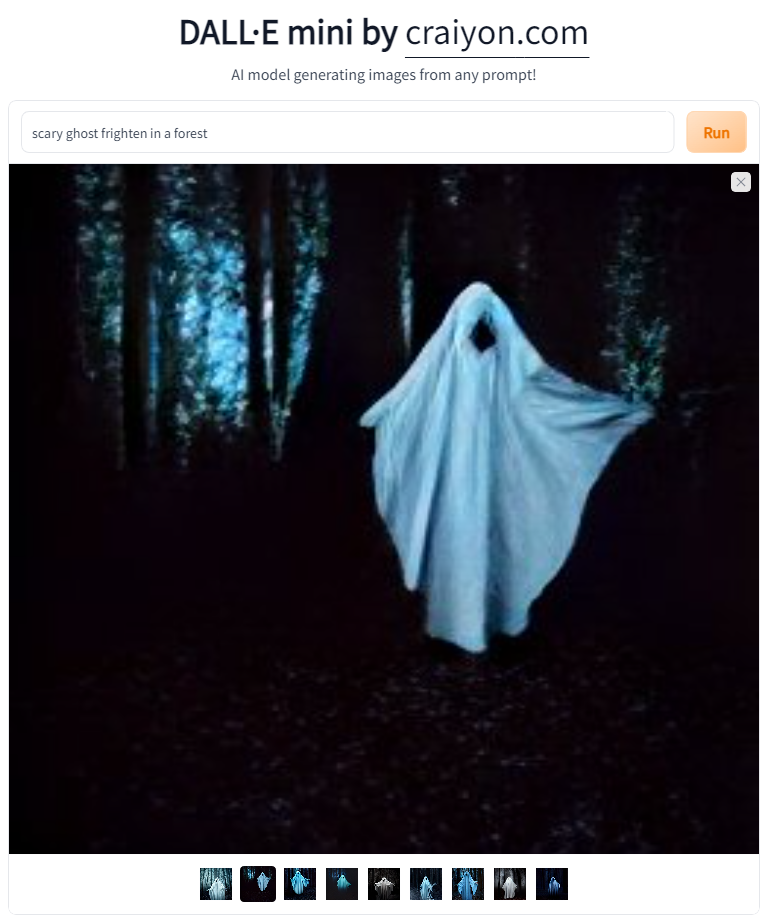 DALL·E mini by craiyon.com
AI model generating images from any prompt!
scary ghost frighten in a forest
Run